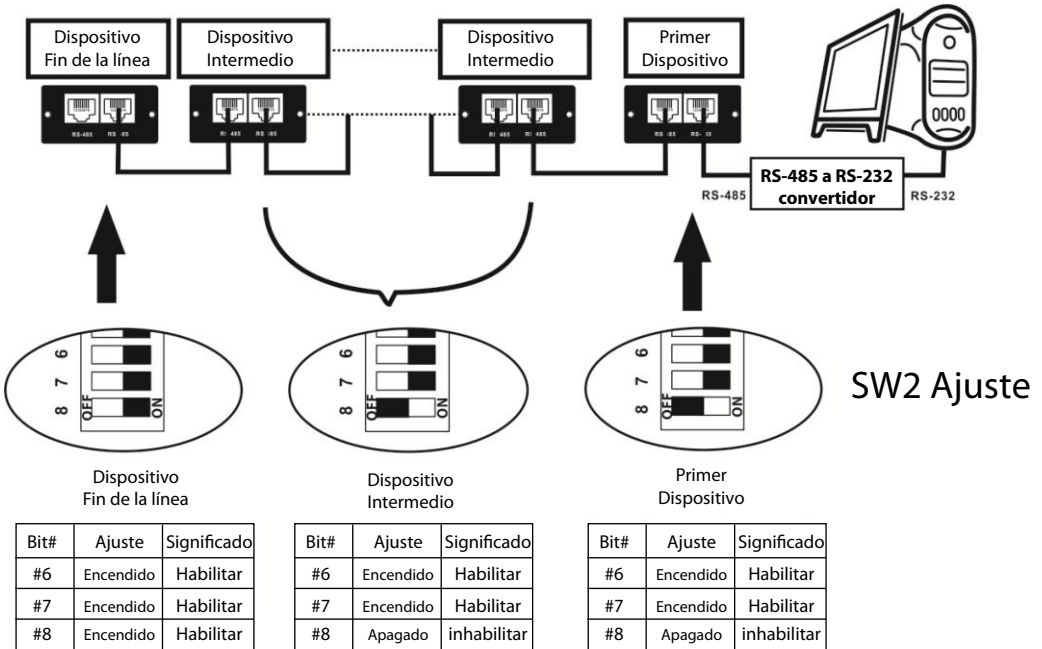 Dispositivo
Fin de la línea
Dispositivo
Intermedio
Dispositivo
Intermedio
Primer
Dispositivo
RS-485
RS-485
0000
RS-485 a RS-232
convertidor
RS-232
6
7
8
OFF
ON
6
7
8
OFF
ON
6
7
8
OFF
ON
SW2 Ajuste
Dispositivo
Fin de la línea
Dispositivo
Intermedio
Primer
Dispositivo
Bit# Ajuste Significado
#6 Encendido Habilitar
#7 Encendido Habilitar
#8 Encendido Habilitar
Bit# Ajuste Significado
#6 Encendido Habilitar
#7 Encendido Habilitar
#8 Apagado inhabilitar
Bit# Ajuste Significado
#6 Encendido Habilitar
#7 Encendido Habilitar
#8 Apagado inhabilitar